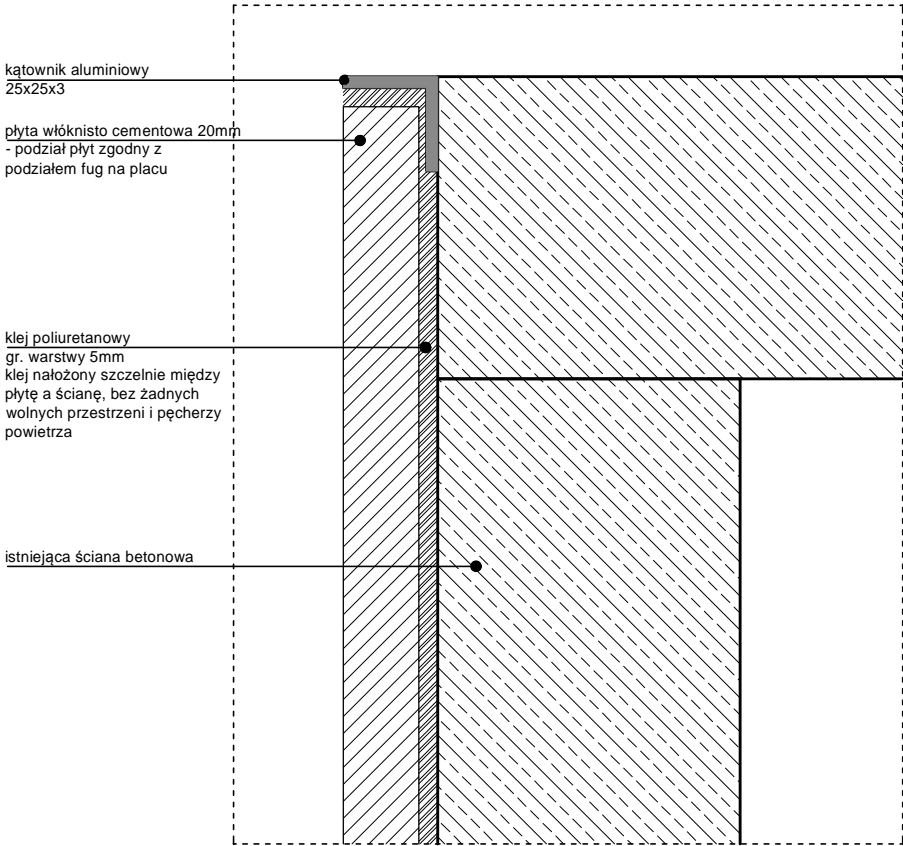 kątownik aluminiowy
25x25x3
płyta włóknisto cementowa 20mm
- podział płyt zgodny z
podziałem fug na placu
klej poliuretanowy
gr. warstwy 5mm
klej nałożony szczelnie między
płytę a ścianę, bez żadnych
wolnych przestrzeni i pęcherzy
powietrza
istniejąca ściana betonowa